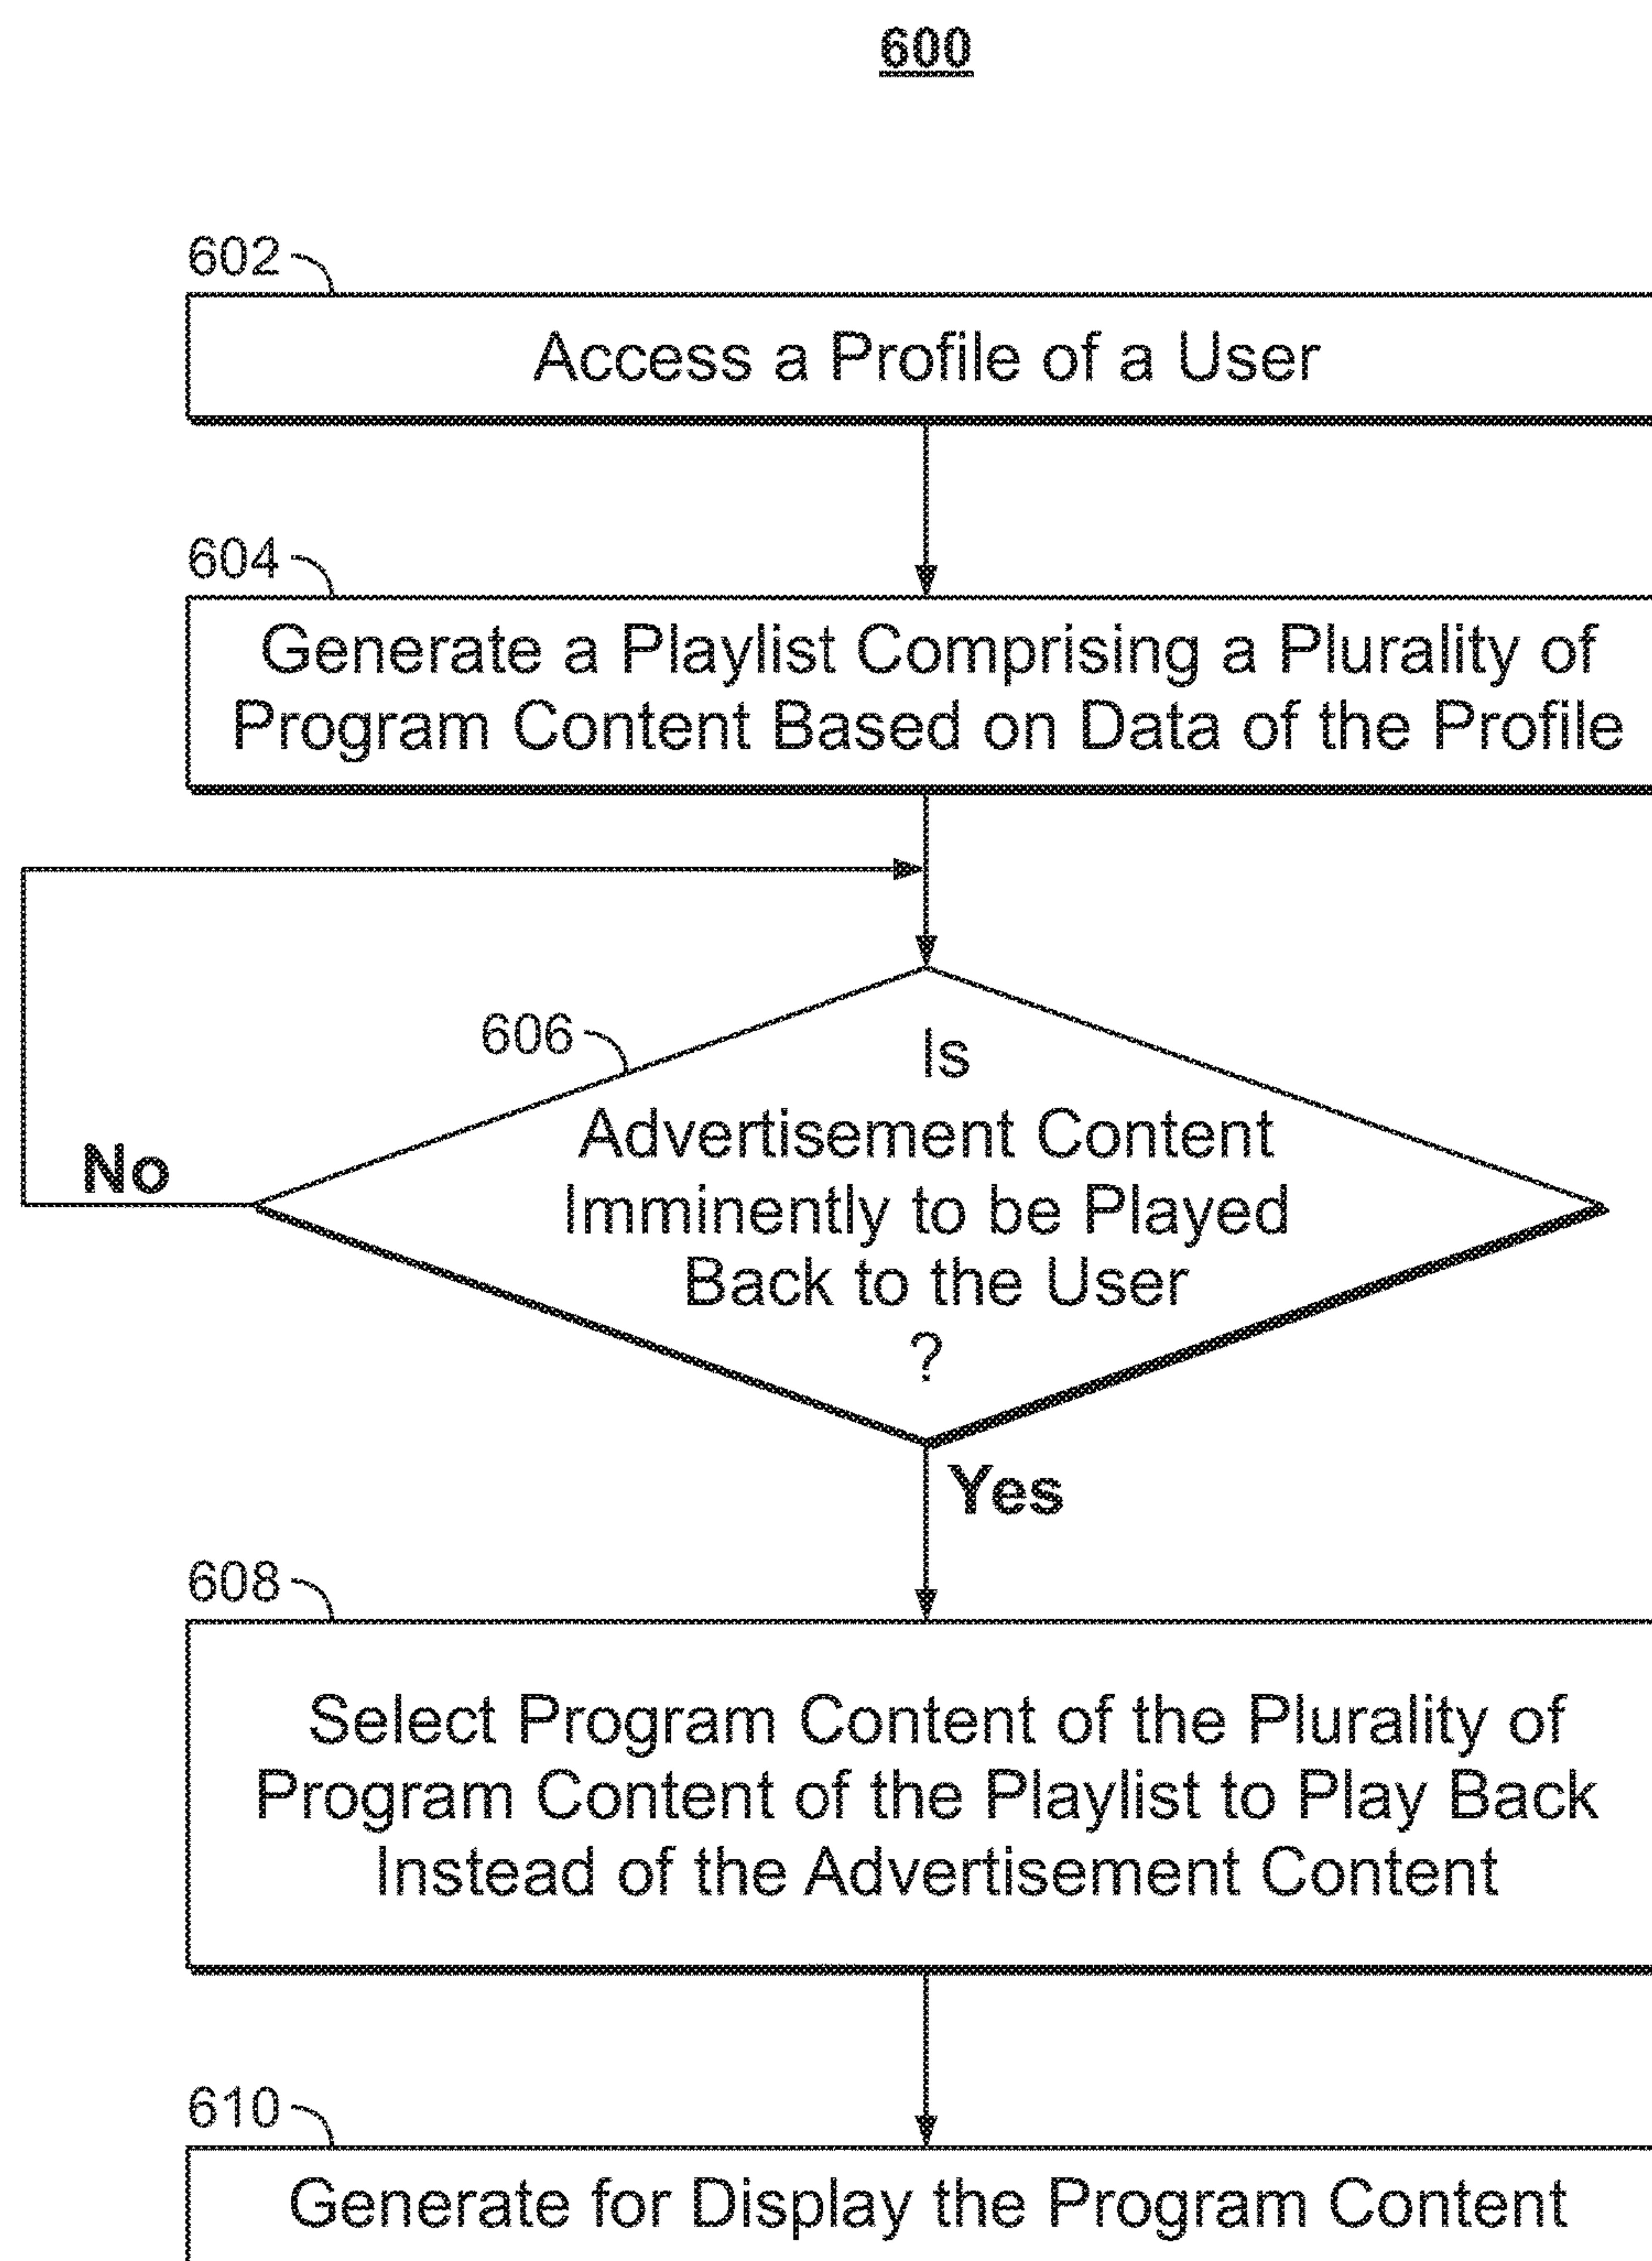 600
602
Access a Profile of a User
604
Generate a Playlist Comprising a Plurality of
Program Content Based on Data of the Profile
606
Is
Advertisement Content
Imminently to be Played
Back to the User
?
No
Yes
608
Select Program Content of the Plurality of
Program Content of the Playlist to Play Back
Instead of the Advertisement Content
610
Generate for Display the Program Content